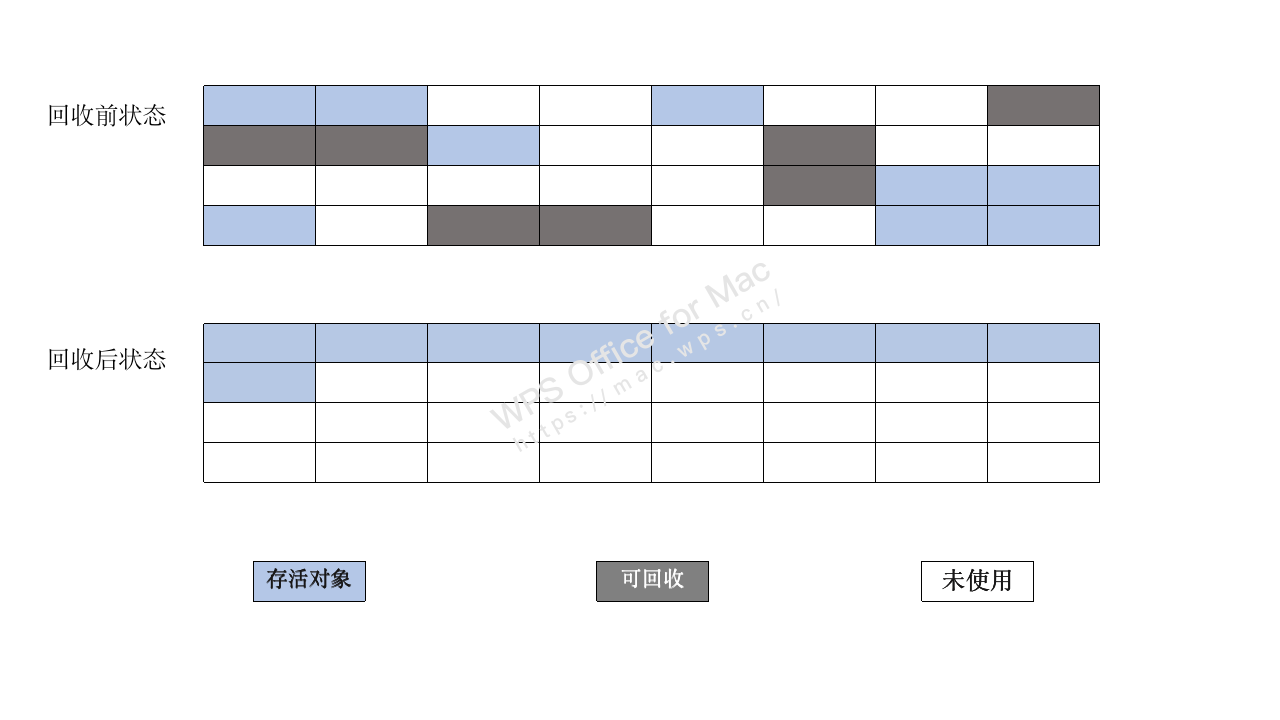 回收前状态
回收后状态
WPS Office for Mac
https://mac.wps.cn/
存活对象
可回收
未使用